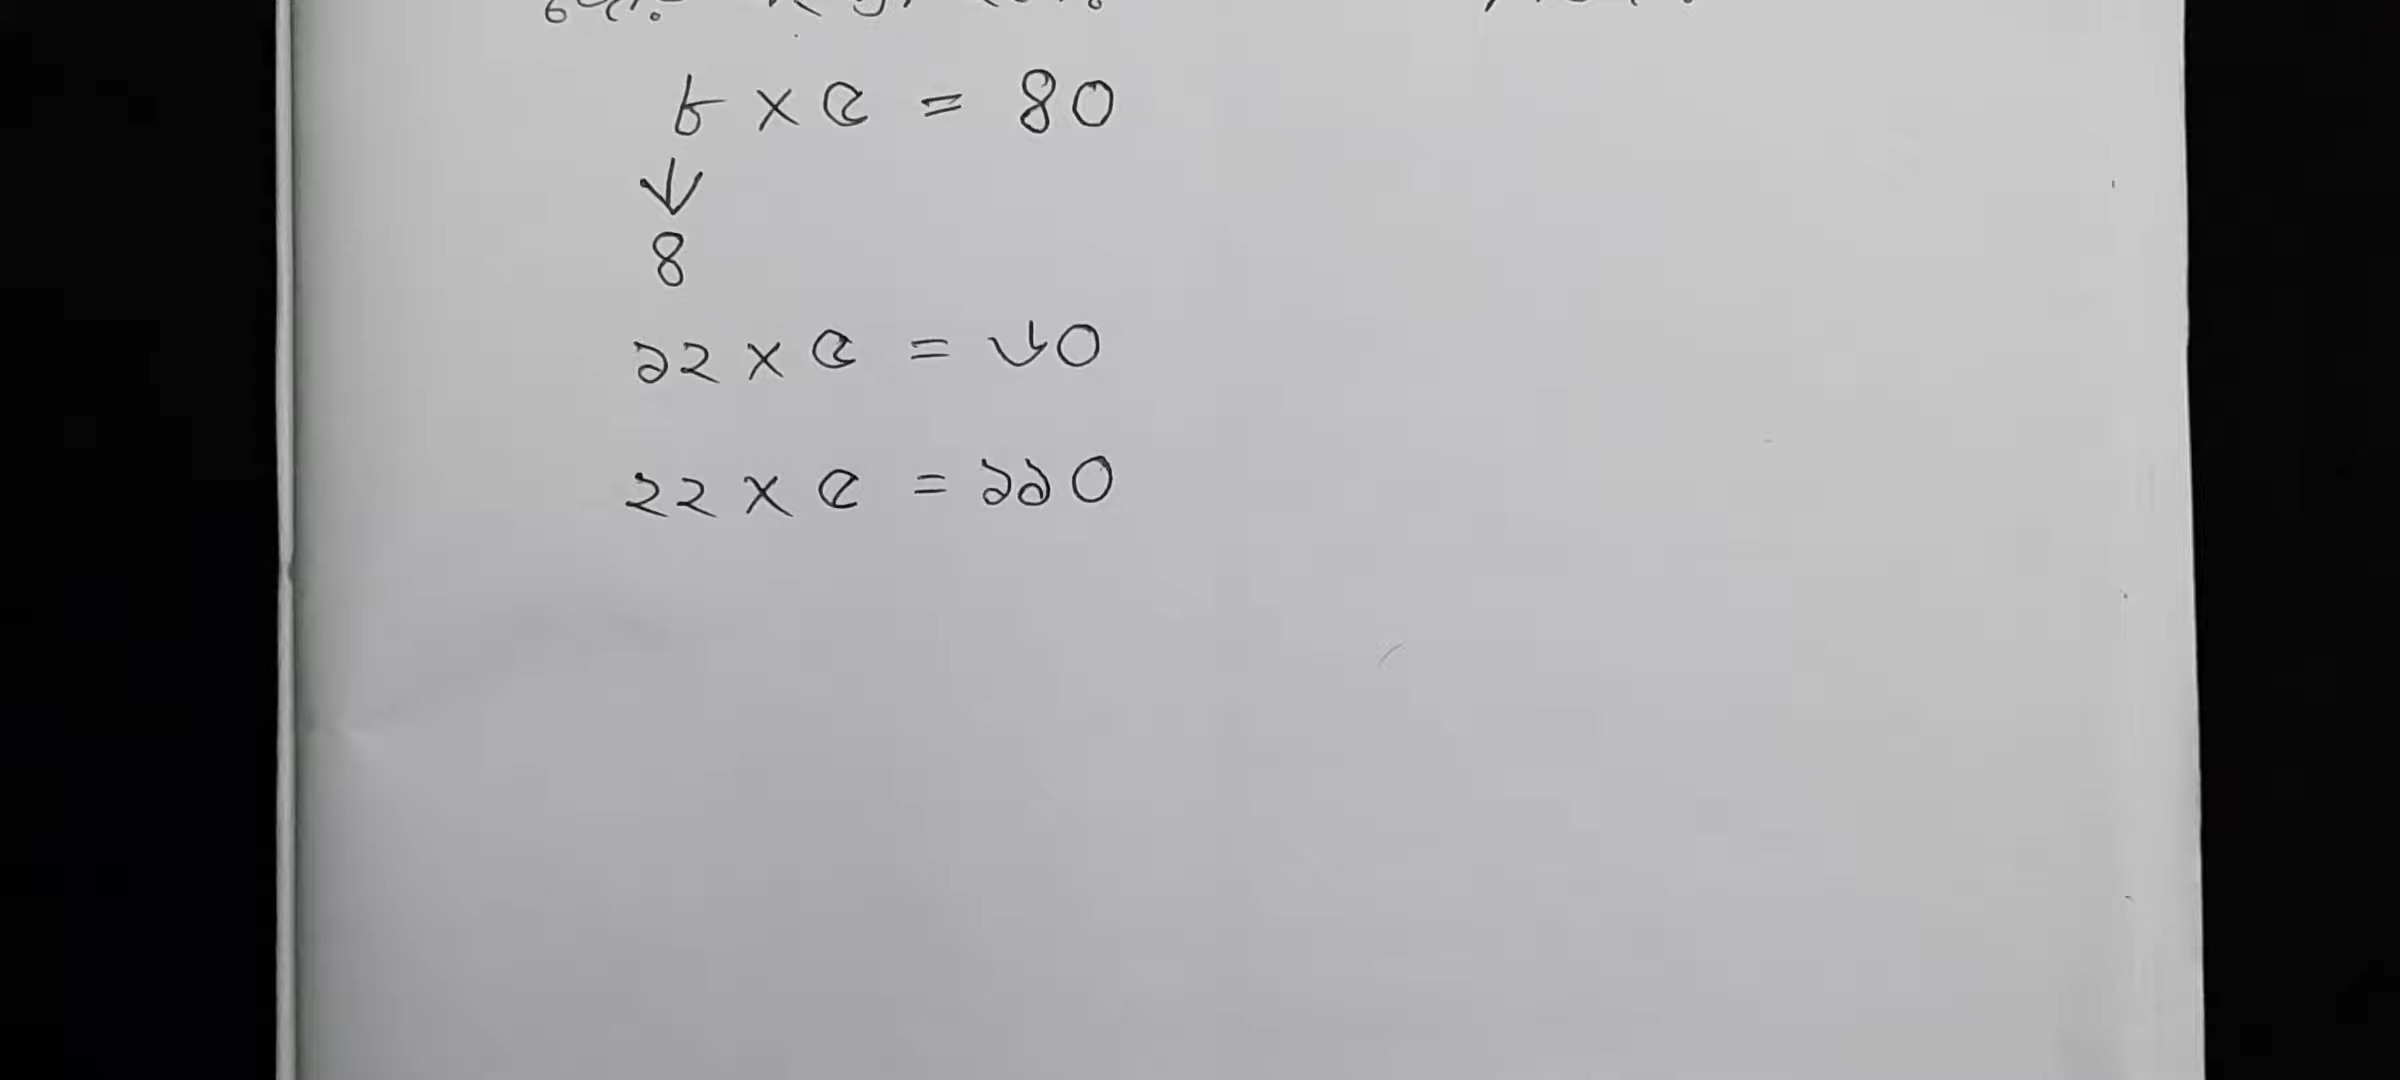 ৮ × ৫ = ৪০
↓
৪
১২ × ৫ = ৬০
২২ × ৫ = ১১০